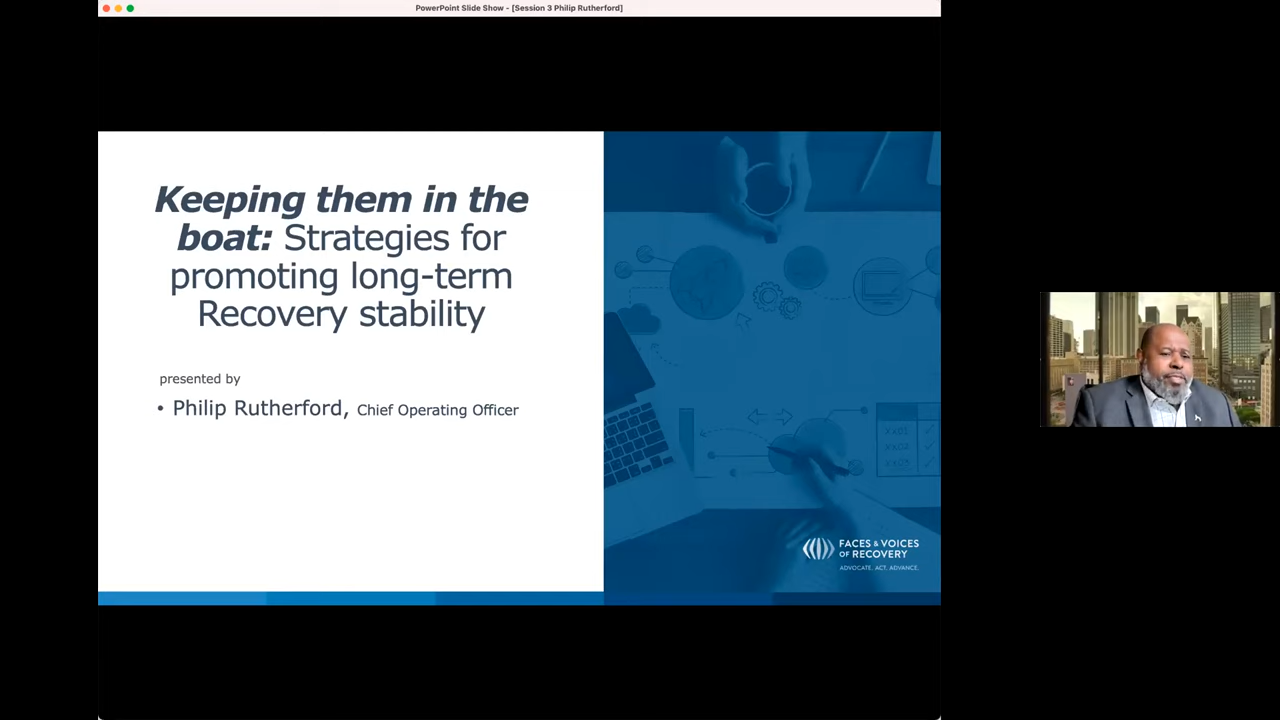 PowerPoint Slide Show - [Session 3 Philip Rutherford]
Keeping them in the
boat: Strategies for
promoting long-term
Recovery stability
presented by
• Philip Rutherford, Chief Operating Officer
FACES & VOICES
OF RECOVERY
ADVOCATE. ACT. ADVANCE.